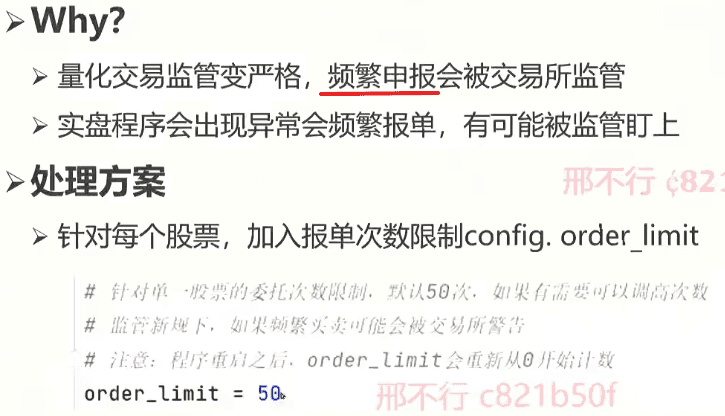 Why?
量化交易监管变严格，频繁申报会被交易所监管
实盘程序会出现异常会频繁报单，有可能被监管盯上
处理方案
邢不行 c821
针对每个股票，加入报单次数限制config. order_limit
# 针对单一股票的委托次数限制，默认50次，如果有需要可以调高次数
# 监管新规下，如果频繁买卖可能会被交易所警告
# 注意：程序重启之后，order_limit会重新从0开始计数
order_limit = 50
邢不行 c821b50f